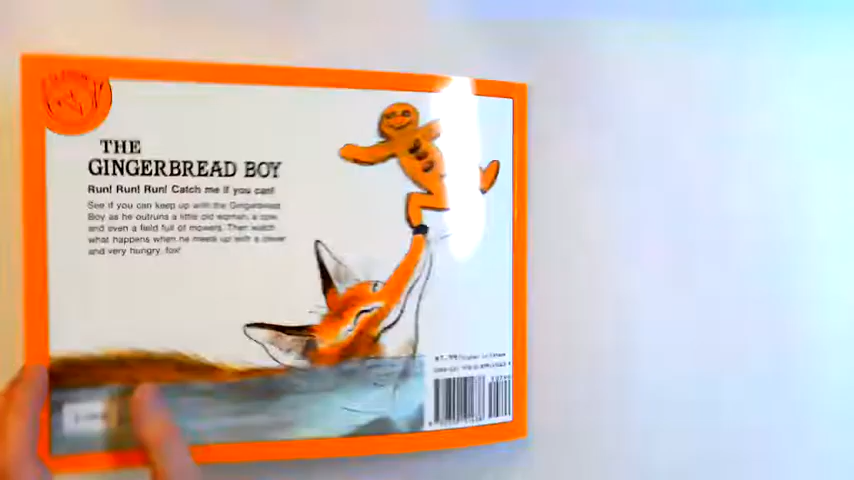 THE
GINGERBREAD BOY
Run! Run! Run! Catch me if you can!
See if you can keep up with the Gingerbread
Boy as he outruns a little old woman, a cow,
and even a field full of mowers. Then watch
what happens when he meets up with a clever
and very hungry, fox!